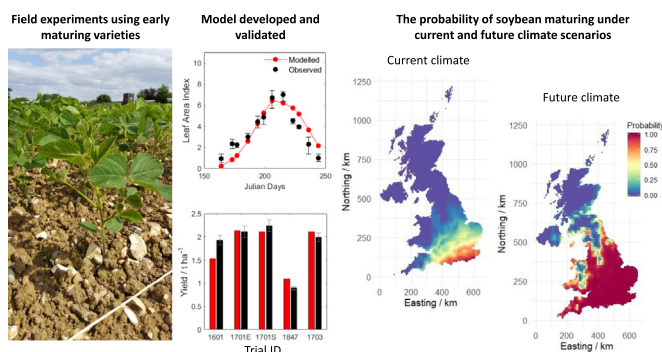 Field experiments using early
maturing varieties
Model developed and
validated
The probability of soybean maturing under
current and future climate scenarios
Modelled
Observed
Leaf Area Index
10
8
6
4
2
0
150
200
250
Julian Days
Yield / t ha⁻¹
2.5
2
1.5
1
0.5
0
1601
1701E
1701S
1847
1703
Trial ID
Current climate
Northing / km
1250
1000
750
500
250
0
0
200
400
600
Easting / km
Future climate
Northing / km
1250
1000
750
500
250
0
0
200
400
600
Easting / km
Probability
1.00
0.75
0.50
0.25
0.00